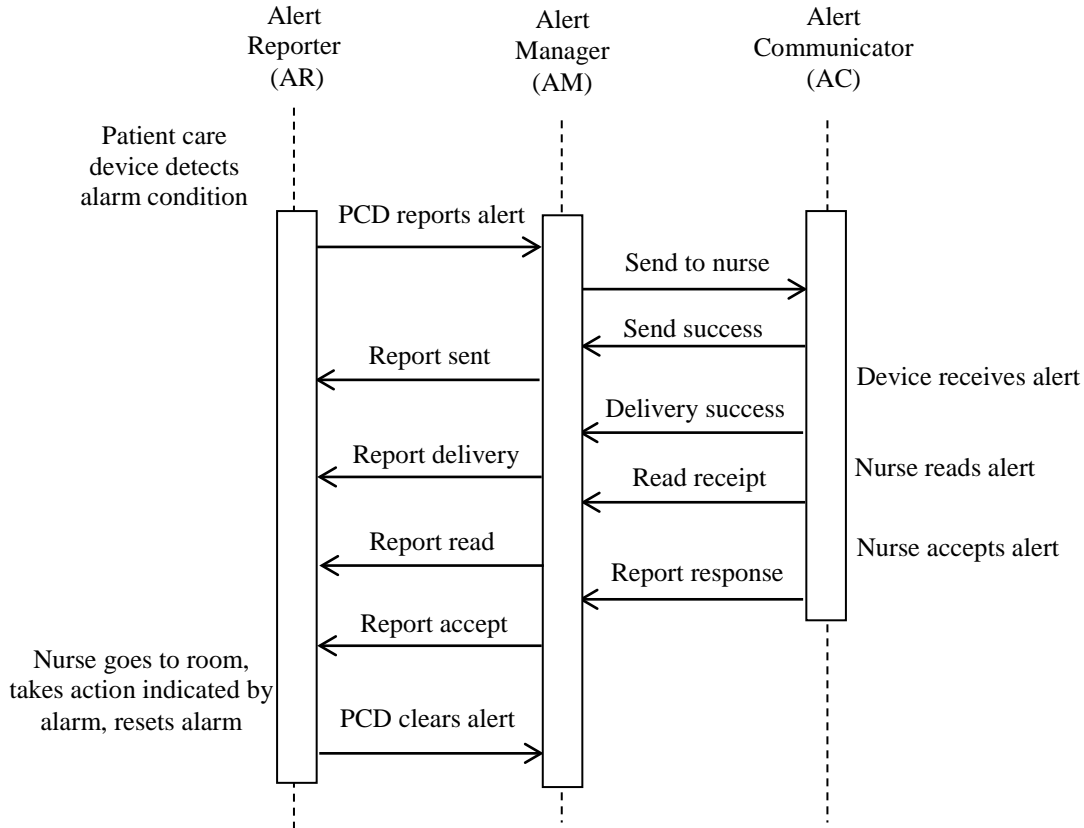 Alert
Reporter
(AR)
Alert
Manager
(AM)
Alert
Communicator
(AC)
Patient care
device detects
alarm condition
PCD reports alert
Send to nurse
Send success
Report sent
Device receives alert
Delivery success
Report delivery
Nurse reads alert
Read receipt
Report read
Nurse accepts alert
Report response
Report accept
Nurse goes to room,
takes action indicated by
alarm, resets alarm
PCD clears alert